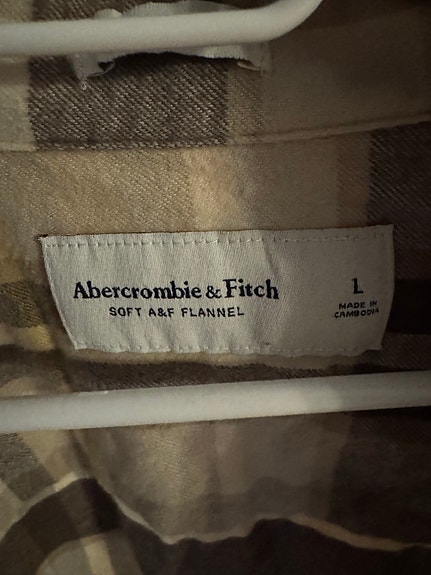 Abercrombie & Fitch
SOFT A&F FLANNEL
L
MADE IN
CAMBODIA